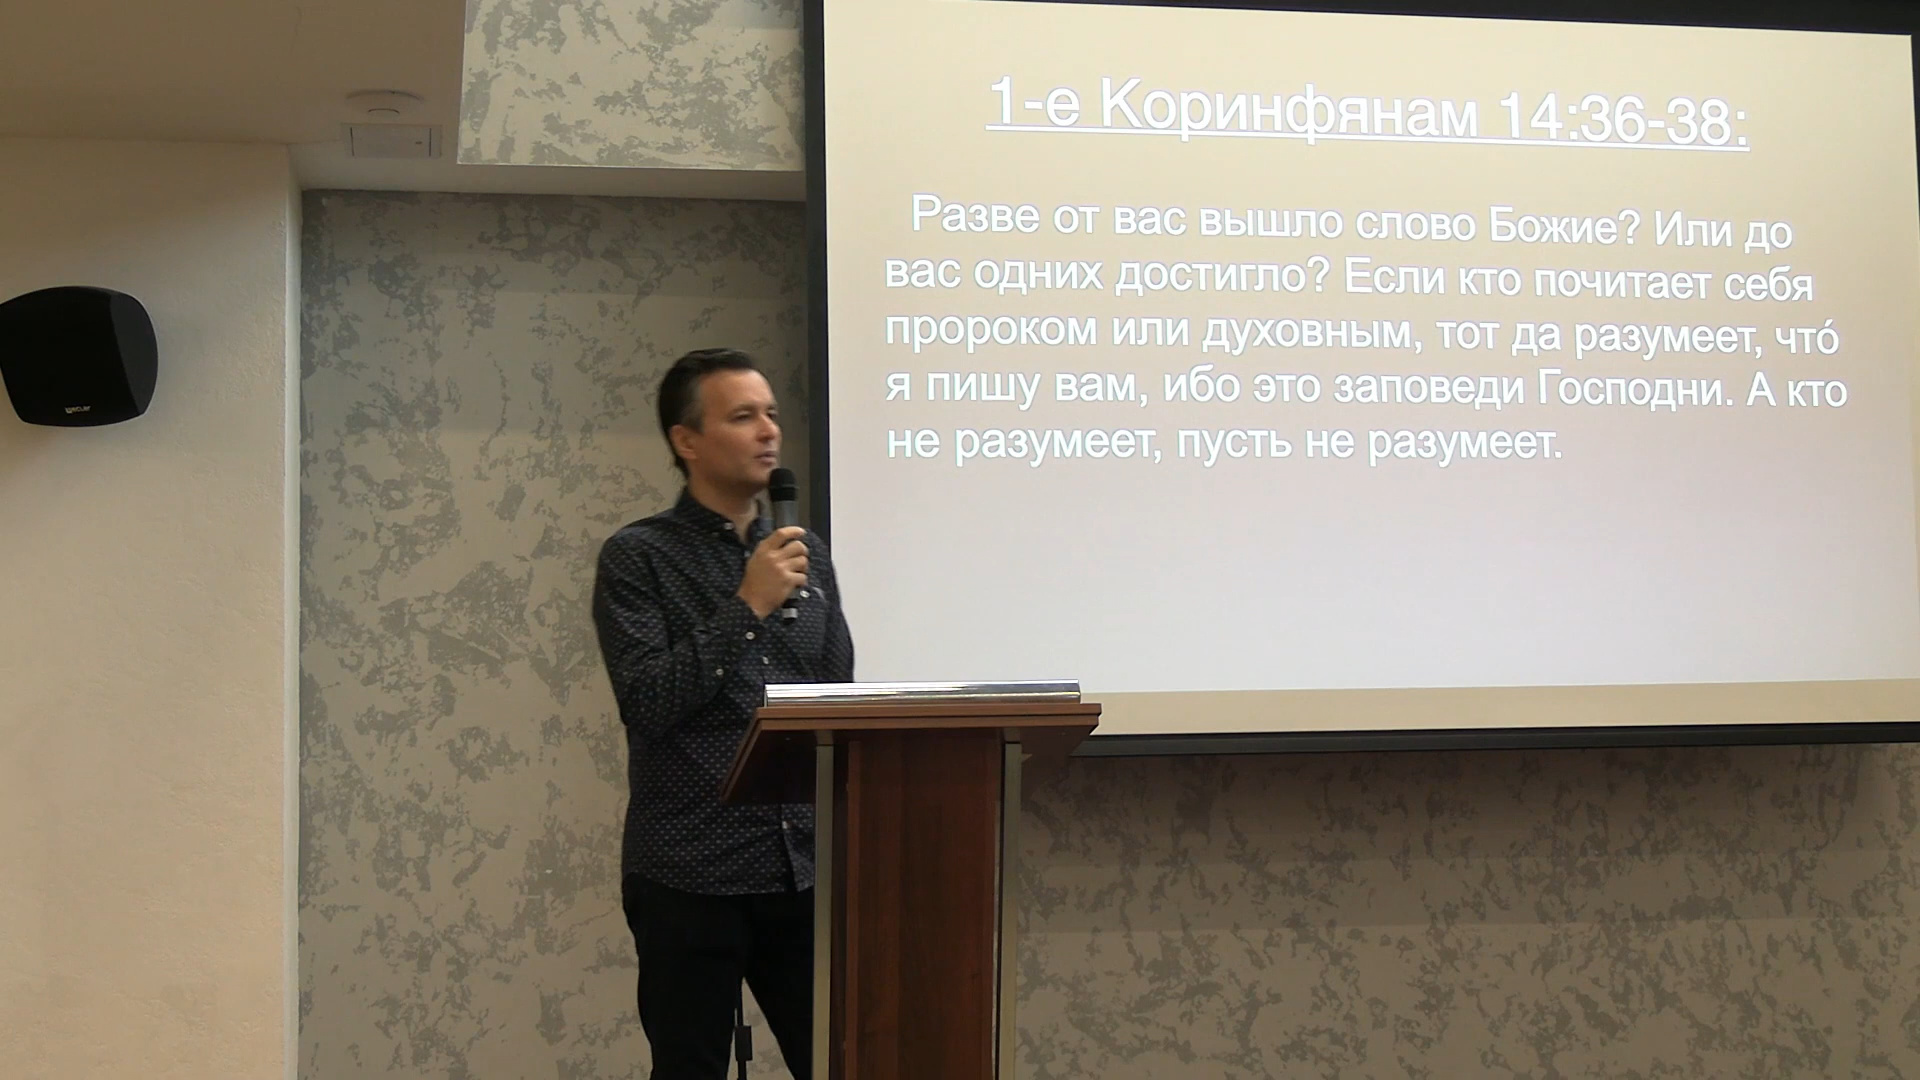 1-е Коринфянам 14:36-38:
Разве от вас вышло слово Божие? Или до
вас одних достигло? Если кто почитает себя
пророком или духовным, тот да разумеет, что́
я пишу вам, ибо это заповеди Господни. А кто
не разумеет, пусть не разумеет.